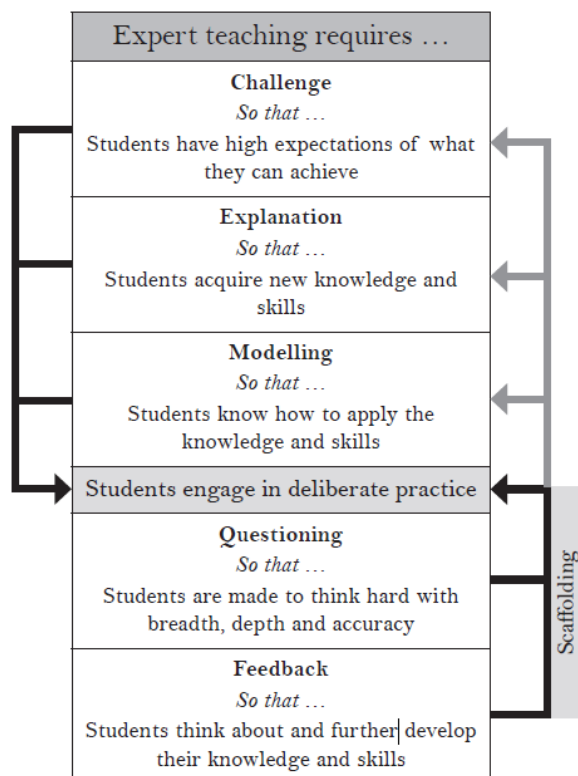 Expert teaching requires …
Challenge
So that …
Students have high expectations of what
they can achieve
Explanation
So that …
Students acquire new knowledge and
skills
Modelling
So that …
Students know how to apply the
knowledge and skills
Students engage in deliberate practice
Questioning
So that …
Students are made to think hard with
breadth, depth and accuracy
Feedback
So that …
Students think about and further develop
their knowledge and skills
Scaffolding